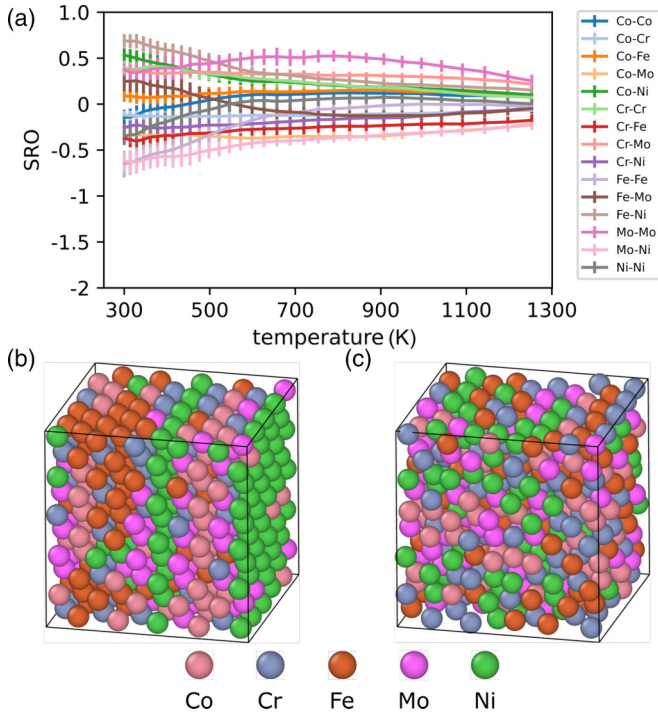 (a)
1.0
0.5
0
-0.5
-1
-1.5
-2
SRO
300
500
700
900
1100
1300
temperature (K)
Co-Co
Co-Cr
Co-Fe
Co-Mo
Co-Ni
Cr-Cr
Cr-Fe
Cr-Mo
Cr-Ni
Fe-Fe
Fe-Mo
Fe-Ni
Mo-Mo
Mo-Ni
Ni-Ni
(b)
(c)
Co Cr Fe Mo Ni